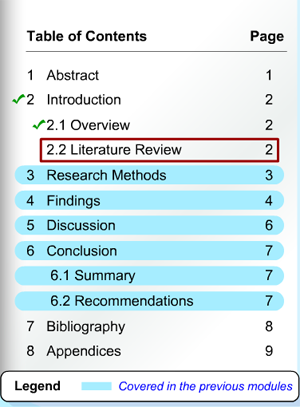 Table of Contents Page
1 Abstract 1
2 Introduction 2
2.1 Overview 2
2.2 Literature Review 2
3 Research Methods 3
4 Findings 4
5 Discussion 6
6 Conclusion 7
6.1 Summary 7
6.2 Recommendations 7
7 Bibliography 8
8 Appendices 9
Legend Covered in the previous modules